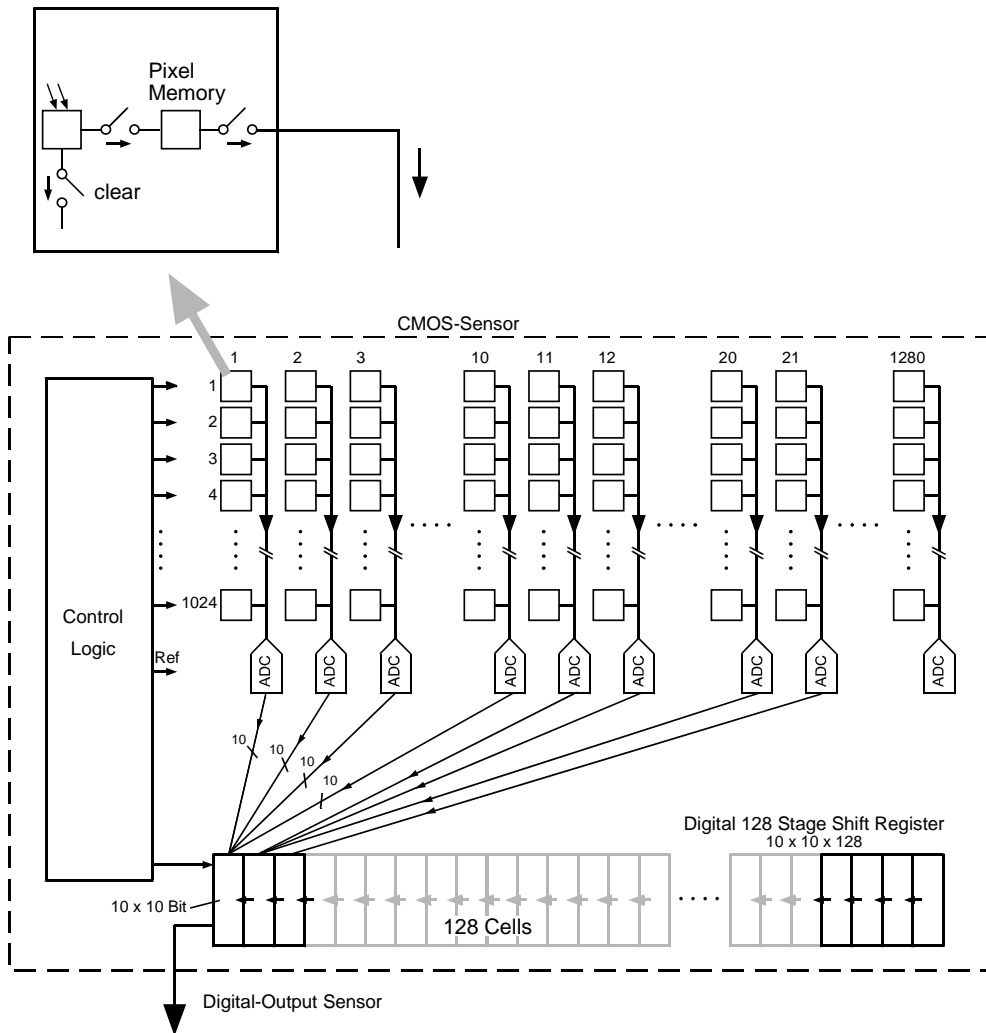 Pixel
Memory
clear
CMOS-Sensor
1 2 3 10 11 12 20 21 1280
1
2
3
4
1024
Control
Logic
Ref
ADC ADC ADC ADC ADC ADC ADC ADC ADC
10 10 10 10
Digital 128 Stage Shift Register
10 x 10 x 128
10 x 10 Bit
128 Cells
Digital-Output Sensor